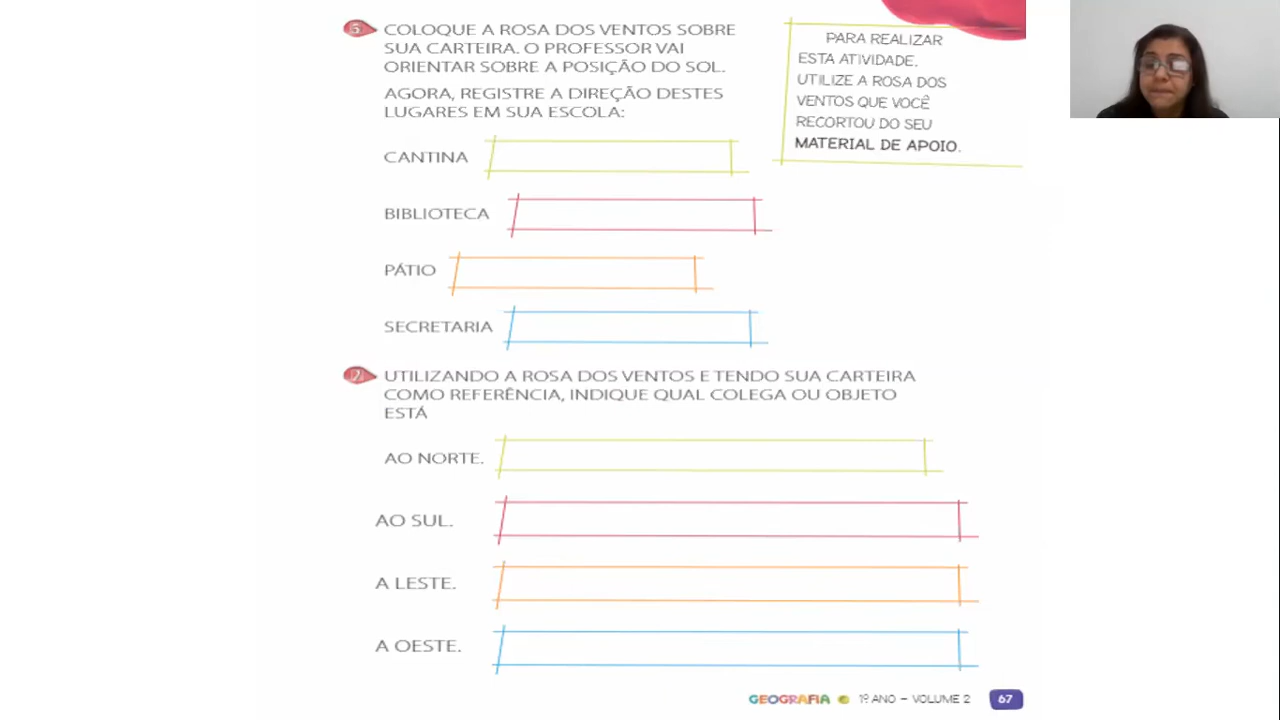 5 COLOQUE A ROSA DOS VENTOS SOBRE
SUA CARTEIRA. O PROFESSOR VAI
ORIENTAR SOBRE A POSIÇÃO DO SOL.
AGORA, REGISTRE A DIREÇÃO DESTES
LUGARES EM SUA ESCOLA:
PARA REALIZAR
ESTA ATIVIDADE,
UTILIZE A ROSA DOS
VENTOS QUE VOCÊ
RECORTOU DO SEU
MATERIAL DE APOIO.
CANTINA
BIBLIOTECA
PÁTIO
SECRETARIA
2 UTILIZANDO A ROSA DOS VENTOS E TENDO SUA CARTEIRA
COMO REFERÊNCIA, INDIQUE QUAL COLEGA OU OBJETO
ESTÁ
AO NORTE.
AO SUL.
A LESTE.
A OESTE.
GEOGRAFIA 1º ANO – VOLUME 2 67